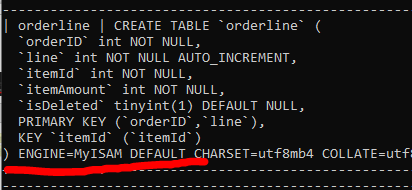 | orderline | CREATE TABLE `orderline` (
`orderID` int NOT NULL,
`line` int NOT NULL AUTO_INCREMENT,
`itemId` int NOT NULL,
`itemAmount` int NOT NULL,
`isDeleted` tinyint(1) DEFAULT NULL,
PRIMARY KEY (`orderID`,`line`),
KEY `itemId` (`itemId`)
) ENGINE=MyISAM DEFAULT CHARSET=utf8mb4 COLLATE=utf8